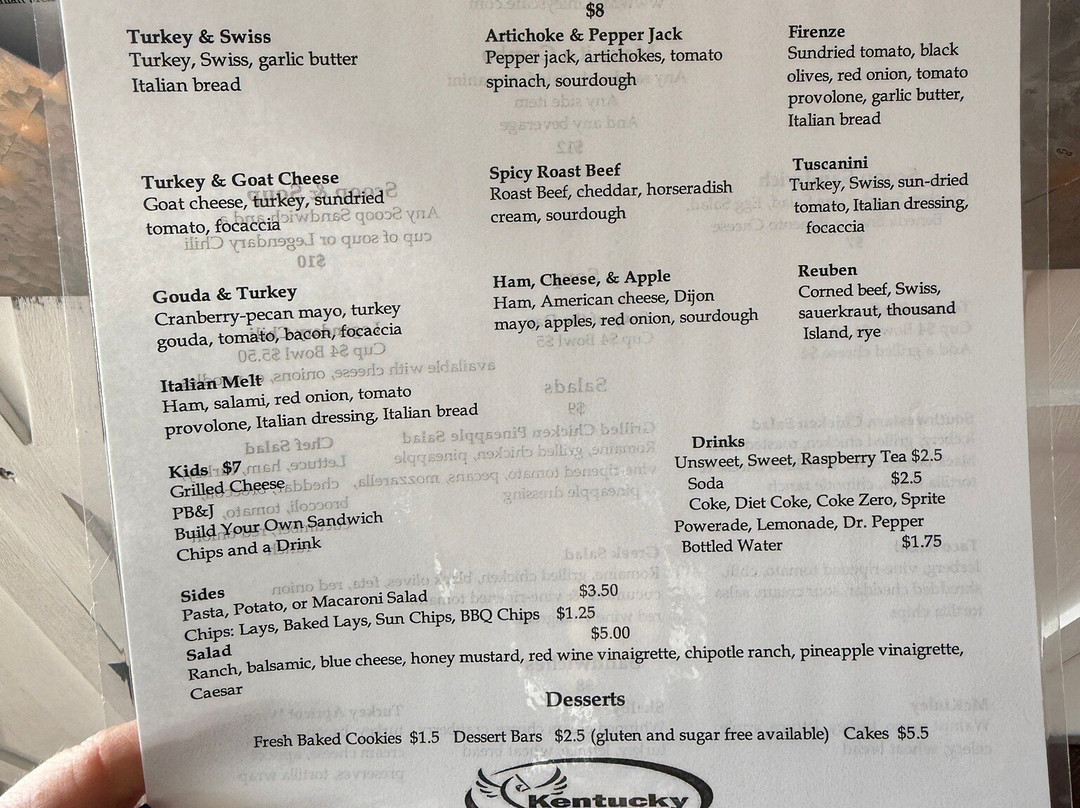 $8
Turkey & Swiss
Turkey, Swiss, garlic butter
Italian bread
Artichoke & Pepper Jack
Pepper jack, artichokes, tomato
spinach, sourdough
Firenze
Sundried tomato, black
olives, red onion, tomato
provolone, garlic butter,
Italian bread
Turkey & Goat Cheese
Goat cheese, turkey, sundried
tomato, focaccia
Spicy Roast Beef
Roast Beef, cheddar, horseradish
cream, sourdough
Tuscanini
Turkey, Swiss, sun-dried
tomato, Italian dressing,
focaccia
Gouda & Turkey
Cranberry-pecan mayo, turkey
gouda, tomato, bacon, focaccia
Ham, Cheese, & Apple
Ham, American cheese, Dijon
mayo, apples, red onion, sourdough
Reuben
Corned beef, Swiss,
sauerkraut, thousand
Island, rye
Italian Melt
Ham, salami, red onion, tomato
provolone, Italian dressing, Italian bread
Kids $7
Grilled Cheese
PB&J
Build Your Own Sandwich
Chips and a Drink
Drinks
Unsweet, Sweet, Raspberry Tea $2.5
Soda $2.5
Coke, Diet Coke, Coke Zero, Sprite
Powerade, Lemonade, Dr. Pepper
Bottled Water $1.75
Sides
Pasta, Potato, or Macaroni Salad $3.50
Chips: Lays, Baked Lays, Sun Chips, BBQ Chips $1.25
Salad $5.00
Ranch, balsamic, blue cheese, honey mustard, red wine vinaigrette, chipotle ranch, pineapple vinaigrette,
Caesar
Desserts
Fresh Baked Cookies $1.5 Dessert Bars $2.5 (gluten and sugar free available) Cakes $5.5
Kentucky